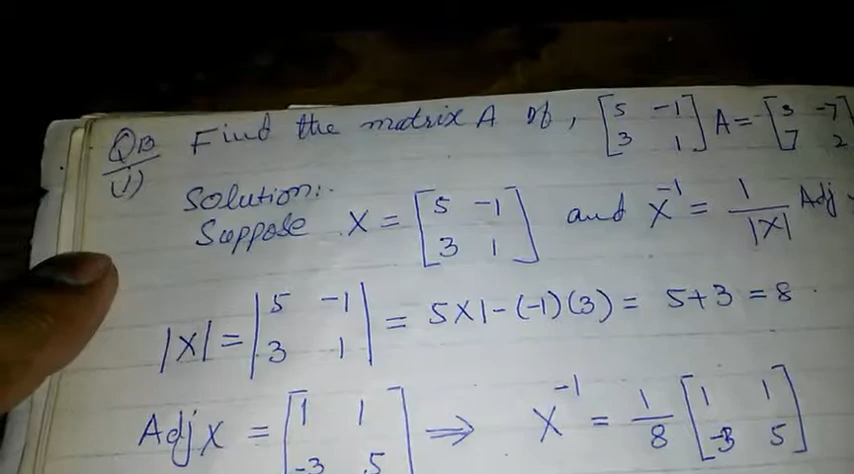 Q13 Find the matrix A if, [5 -1; 3 1] A = [3 -7; 7 2]
(i)
Solution:.
Suppose X = [5 -1; 3 1] and X⁻¹ = 1/|X| Adj
|X| = |5 -1; 3 1| = 5×1-(-1)(3) = 5+3 = 8.
Adj X = [1 1; -3 5] ⇒ X⁻¹ = 1/8 [1 1; -3 5]